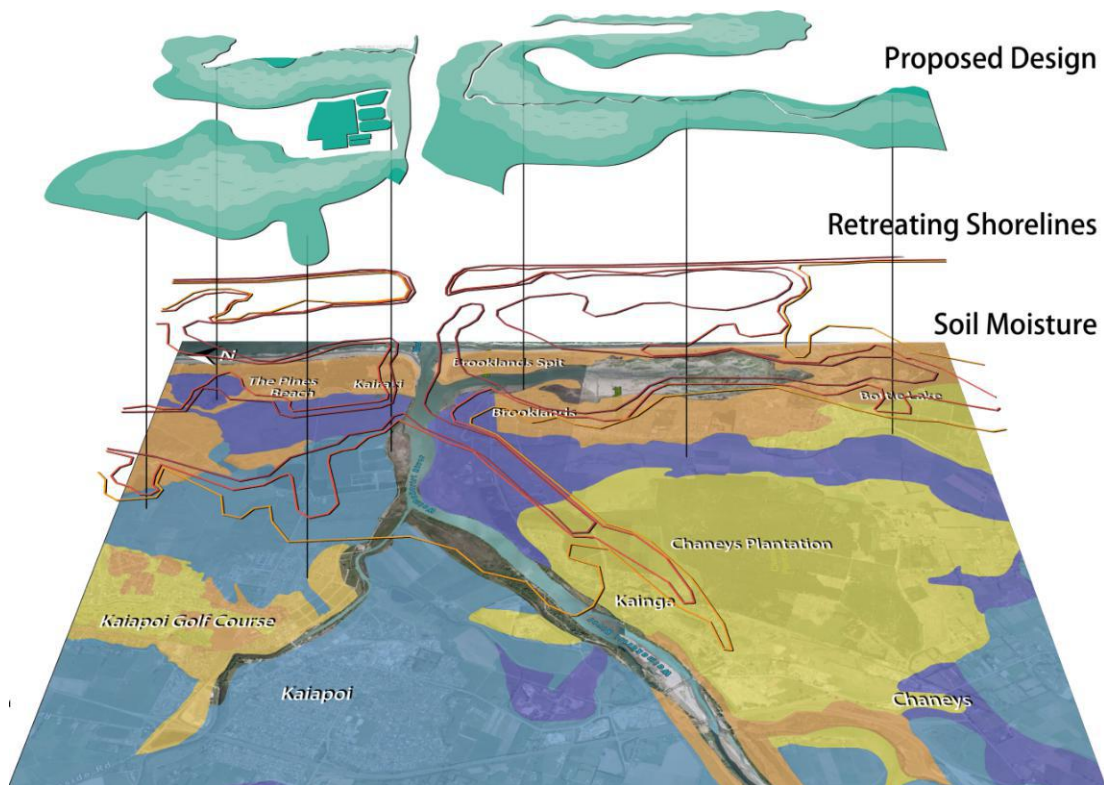 Proposed Design
Retreating Shorelines
Soil Moisture
N
Brooklands Spit
The Pines
Beach
Kairaki
Brooklands
Bottle Lake
Chaneys Plantation
Kainga
Kaiapoi Golf Course
Kaiapoi
Chaneys